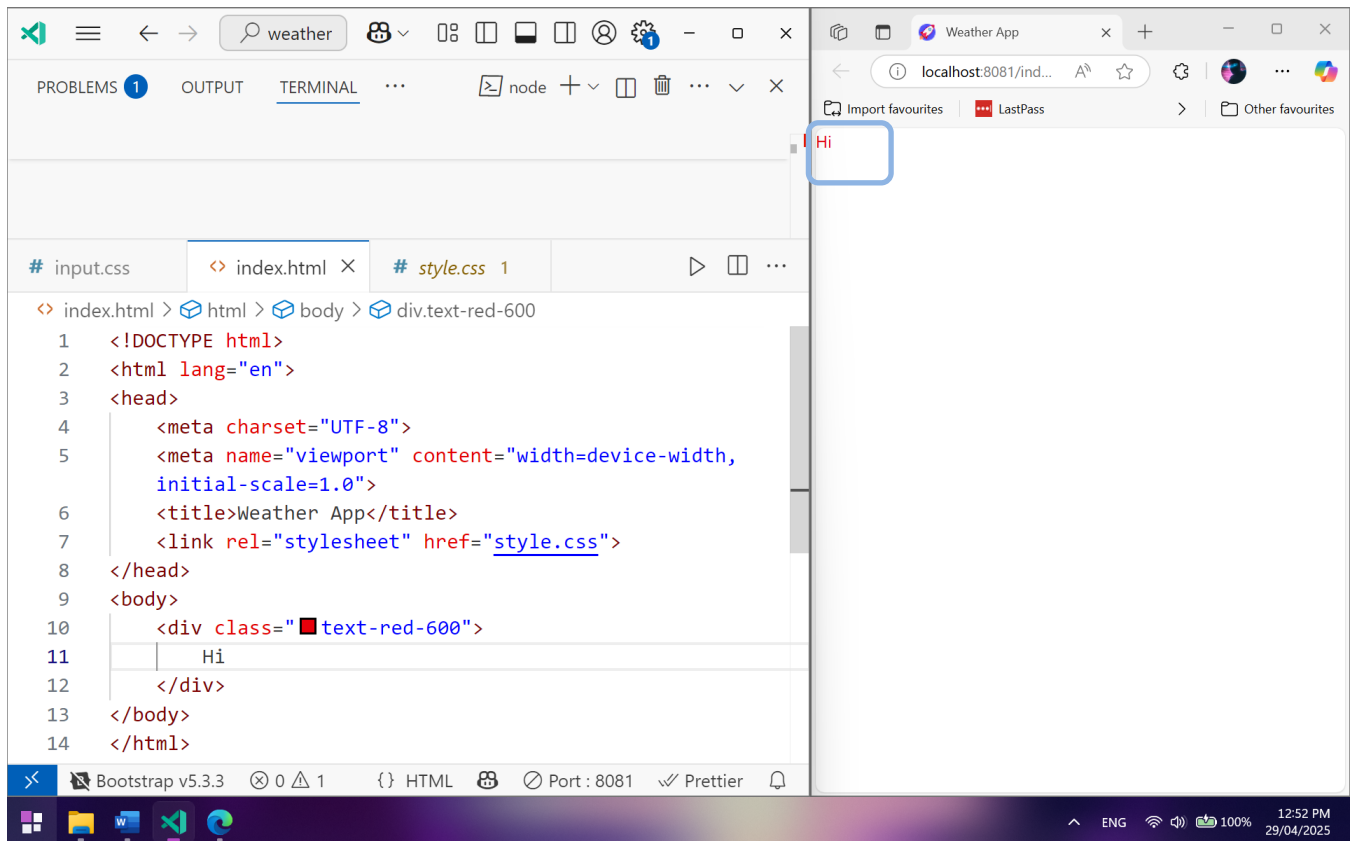 weather
1
PROBLEMS 1 OUTPUT TERMINAL ··· node ···
# input.css <> index.html # style.css 1 ···
<> index.html > html > body > div.text-red-600
1 <!DOCTYPE html>
2 <html lang="en">
3 <head>
4 <meta charset="UTF-8">
5 <meta name="viewport" content="width=device-width,
initial-scale=1.0">
6 <title>Weather App</title>
7 <link rel="stylesheet" href="style.css">
8 </head>
9 <body>
10 <div class="text-red-600">
11 Hi
12 </div>
13 </body>
14 </html>
Bootstrap v5.3.3 0 1 {} HTML Port : 8081 Prettier
Weather App
localhost:8081/ind... A
Import favourites LastPass Other favourites
Hi
W
ENG 100% 12:52 PM
29/04/2025